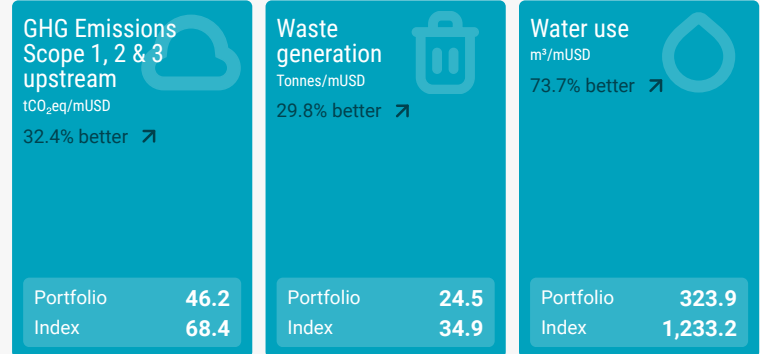 GHG Emissions
Scope 1, 2 & 3
upstream
tCO₂eq/mUSD
32.4% better
Portfolio 46.2
Index 68.4
Waste
generation
Tonnes/mUSD
29.8% better
Portfolio 24.5
Index 34.9
Water use
m³/mUSD
73.7% better
Portfolio 323.9
Index 1,233.2